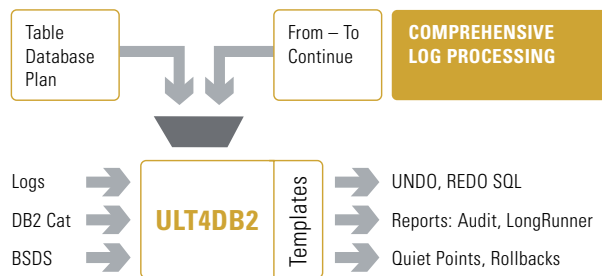 Table
Database
Plan
From – To
Continue
COMPREHENSIVE
LOG PROCESSING
Logs
DB2 Cat
BSDS
ULT4DB2
Templates
UNDO, REDO SQL
Reports: Audit, LongRunner
Quiet Points, Rollbacks